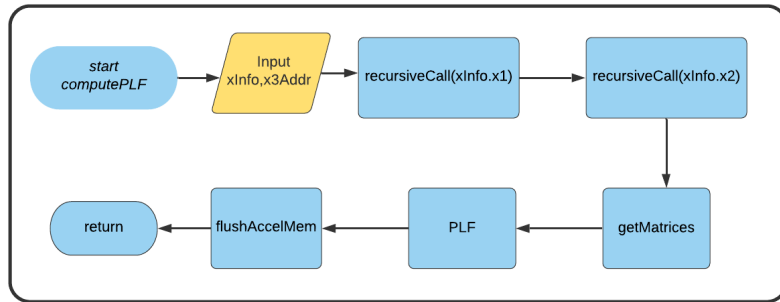 start
computePLF
Input
xInfo,x3Addr
recursiveCall(xInfo.x1)
recursiveCall(xInfo.x2)
return
flushAccelMem
PLF
getMatrices